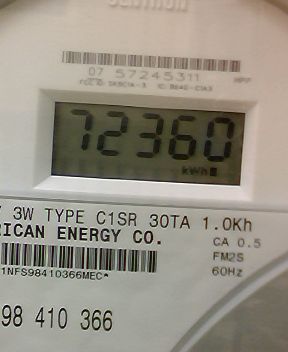 07 57245311
72360
kWh
3W TYPE C1SR 30TA 1.0Kh
RICAN ENERGY CO.
CA 0.5
FM2S
60Hz
1NFS98410366MEC*
98 410 366